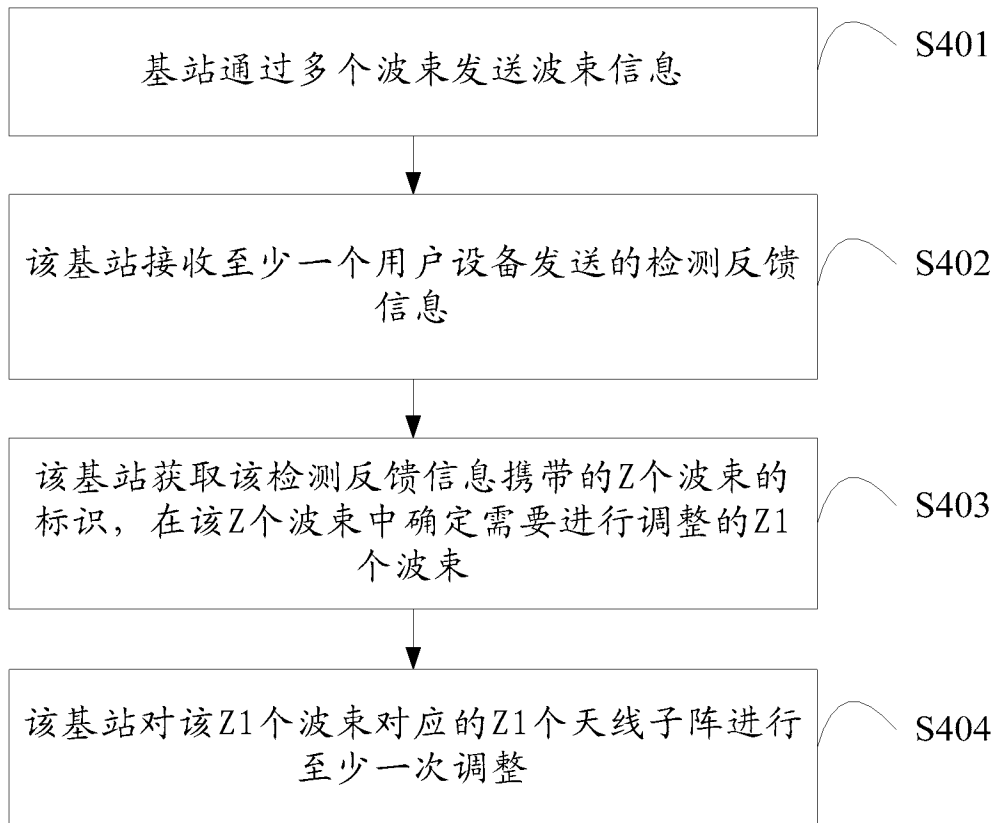 基站通过多个波束发送波束信息
S401
该基站接收至少一个用户设备发送的检测反馈
信息
S402
该基站获取该检测反馈信息携带的Z个波束的
标识,在该Z个波束中确定需要进行调整的Z1
个波束
S403
该基站对该Z1个波束对应的Z1个天线子阵进行
至少一次调整
S404